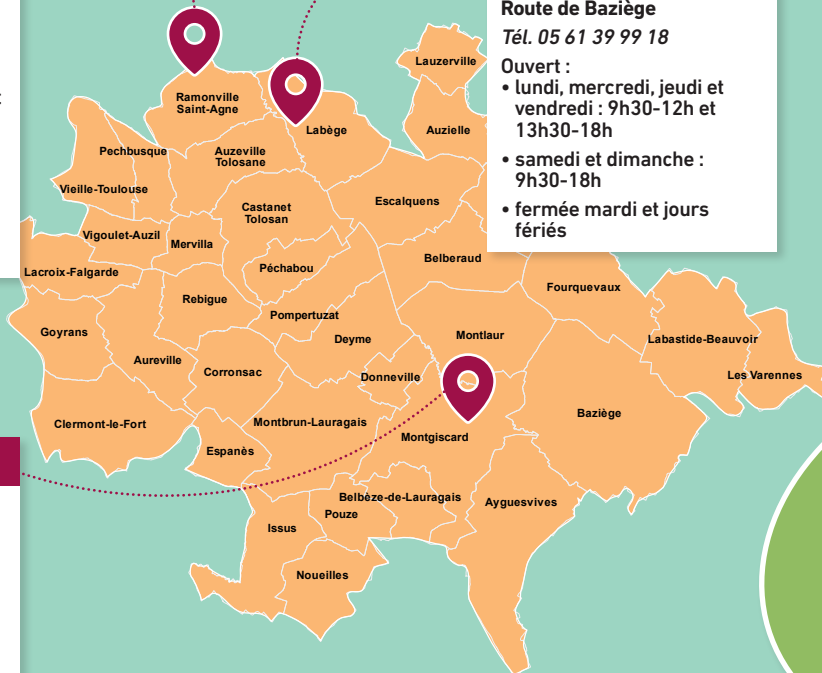 Route de Baziège
Tél. 05 61 39 99 18
Ouvert :
• lundi, mercredi, jeudi et
vendredi : 9h30-12h et
13h30-18h
• samedi et dimanche :
9h30-18h
• fermée mardi et jours
fériés
Lauzerville
Ramonville
Saint-Agne
Labège
Auzielle
Pechbusque
Auzeville
Tolosane
Vieille-Toulouse
Castanet
Tolosan
Escalquens
Vigoulet-Auzil
Mervilla
Belberaud
Lacroix-Falgarde
Péchabou
Fourquevaux
Rebigue
Pompertuzat
Goyrans
Deyme
Montlaur
Labastide-Beauvoir
Aureville
Corronsac
Donneville
Les Varennes
Baziège
Clermont-le-Fort
Montbrun-Lauragais
Montgiscard
Espanès
Belbèze-de-Lauragais
Ayguesvives
Pouze
Issus
Noueilles